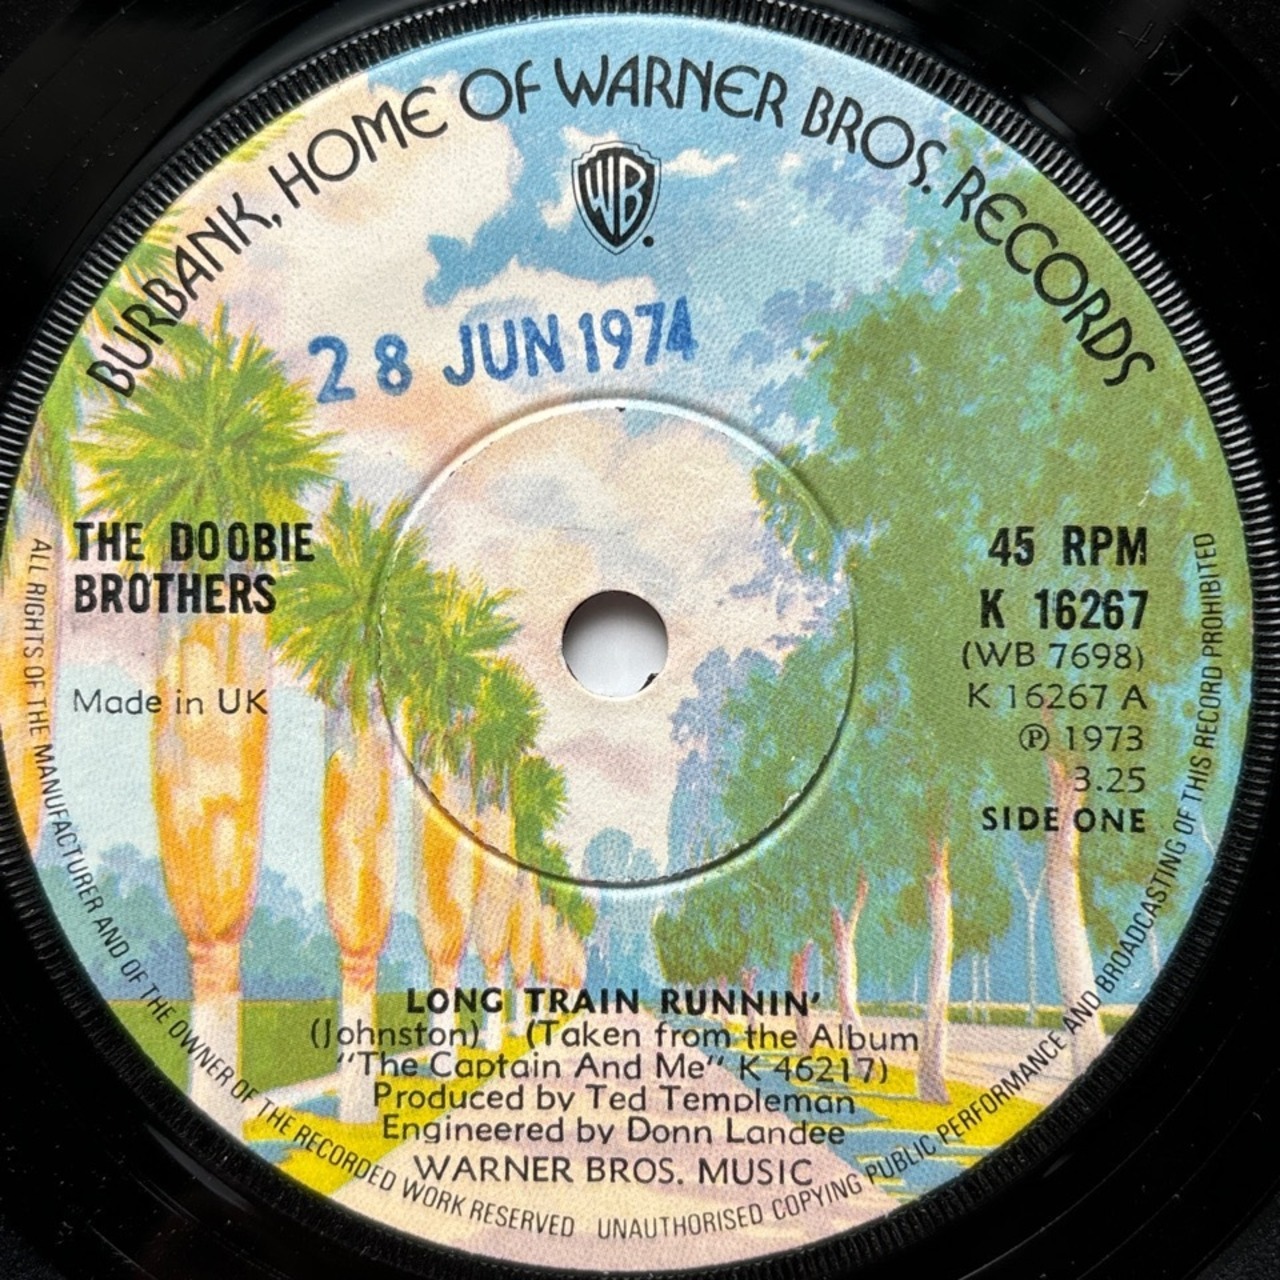 BURBANK, HOME OF WARNER BROS. RECORDS
WB
28 JUN 1974
THE DOOBIE
BROTHERS
Made in UK
45 RPM
K 16267
(WB 7698)
K 16267 A
℗ 1973
3.25
SIDE ONE
LONG TRAIN RUNNIN'
(Johnston) (Taken from the Album
"The Captain And Me" K 46217)
Produced by Ted Templeman
Engineered by Donn Landee
WARNER BROS. MUSIC
ALL RIGHTS OF THE MANUFACTURER AND OF THE OWNER OF THE RECORDED WORK RESERVED UNAUTHORISED COPYING PUBLIC PERFORMANCE AND BROADCASTING OF THIS RECORD PROHIBITED